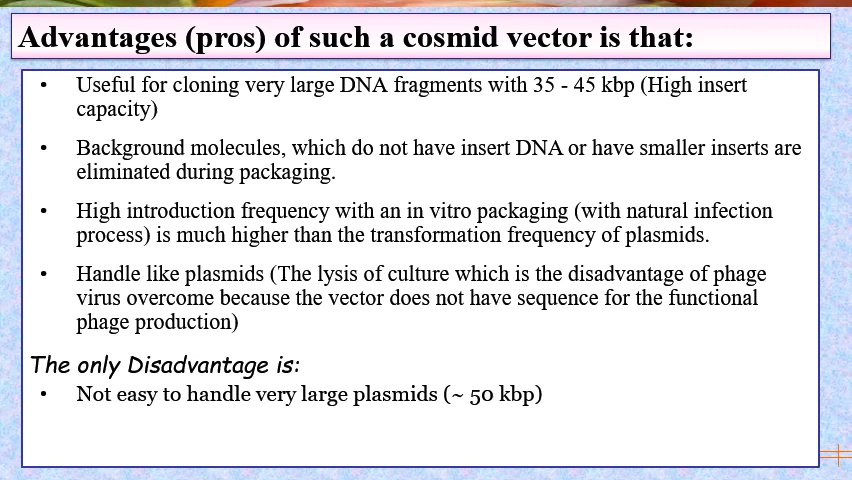 Advantages (pros) of such a cosmid vector is that:
• Useful for cloning very large DNA fragments with 35 - 45 kbp (High insert
capacity)
• Background molecules, which do not have insert DNA or have smaller inserts are
eliminated during packaging.
• High introduction frequency with an in vitro packaging (with natural infection
process) is much higher than the transformation frequency of plasmids.
• Handle like plasmids (The lysis of culture which is the disadvantage of phage
virus overcome because the vector does not have sequence for the functional
phage production)
The only Disadvantage is:
• Not easy to handle very large plasmids (~ 50 kbp)